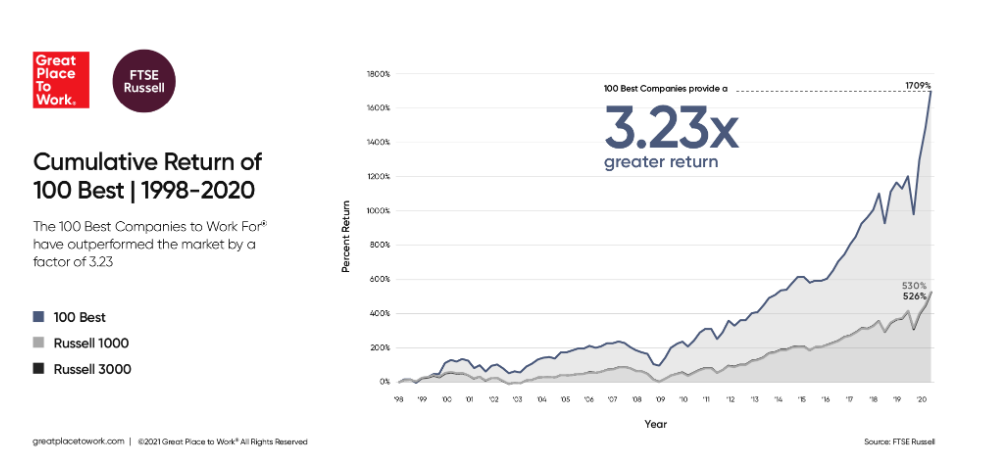 Great
Place
To
Work.
FTSE
Russell
Cumulative Return of
100 Best | 1998-2020
The 100 Best Companies to Work For®
have outperformed the market by a
factor of 3.23
100 Best
Russell 1000
Russell 3000
Percent Return
1800%
1600%
1400%
1200%
1000%
800%
600%
400%
200%
0%
100 Best Companies provide a
3.23x
greater return
1709%
530%
526%
'98 '99 '00 '01 '02 '03 '04 '05 '06 '07 '08 '09 '10 '11 '12 '13 '14 '15 '16 '17 '18 '19 '20
Year
greatplacetowork.com | ©2021 Great Place to Work® All Rights Reserved
Source: FTSE Russell